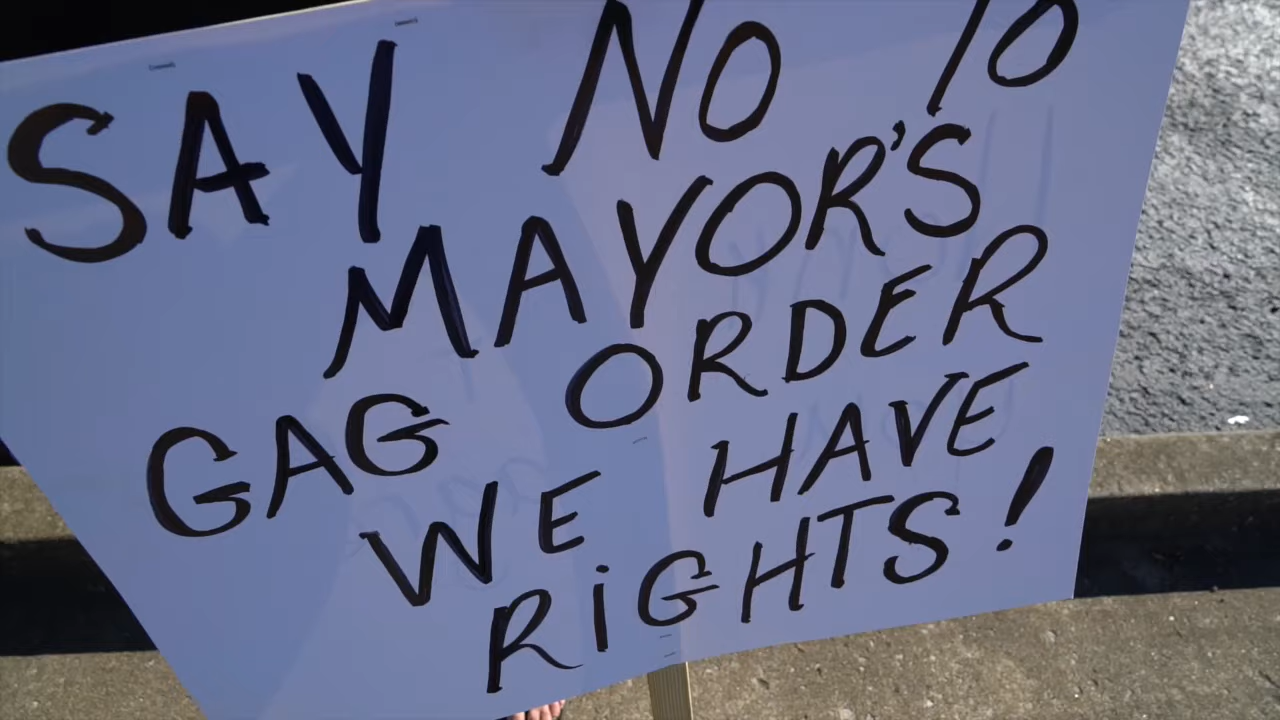 SAY NO TO
MAYOR'S
GAG ORDER
WE HAVE
RiGHTS!